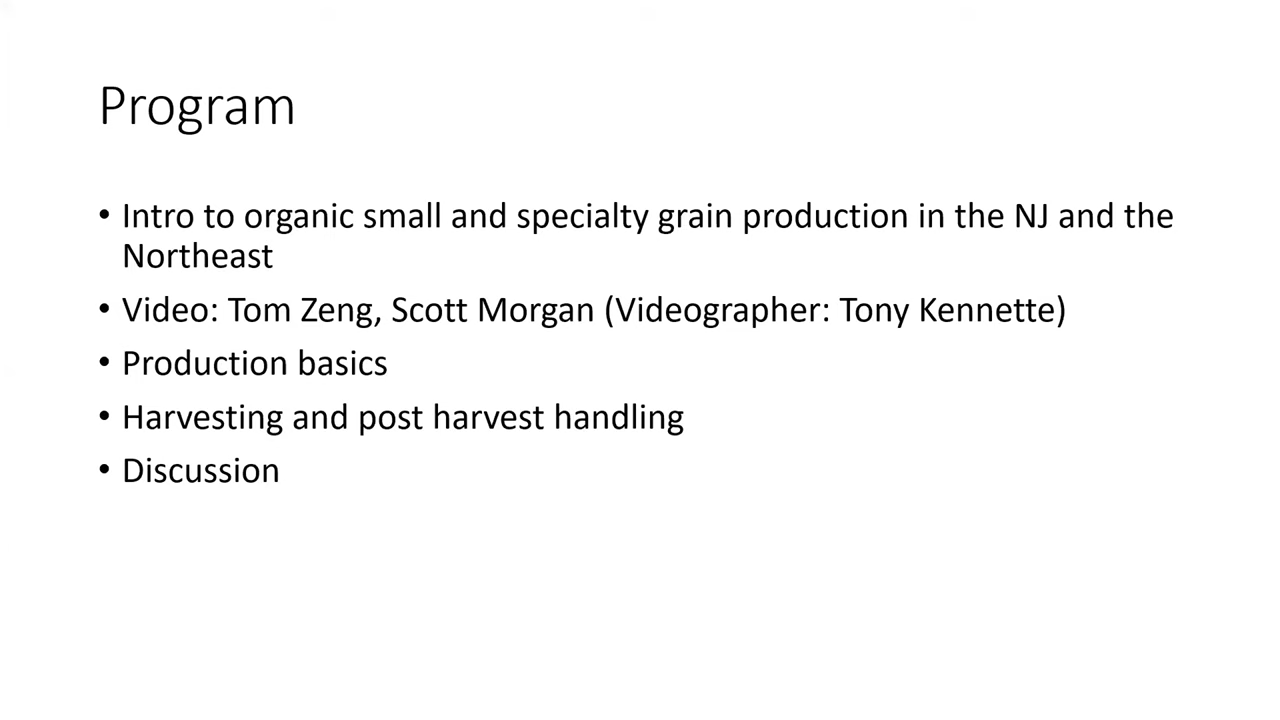 Program
• Intro to organic small and specialty grain production in the NJ and the
Northeast
• Video: Tom Zeng, Scott Morgan (Videographer: Tony Kennette)
• Production basics
• Harvesting and post harvest handling
• Discussion